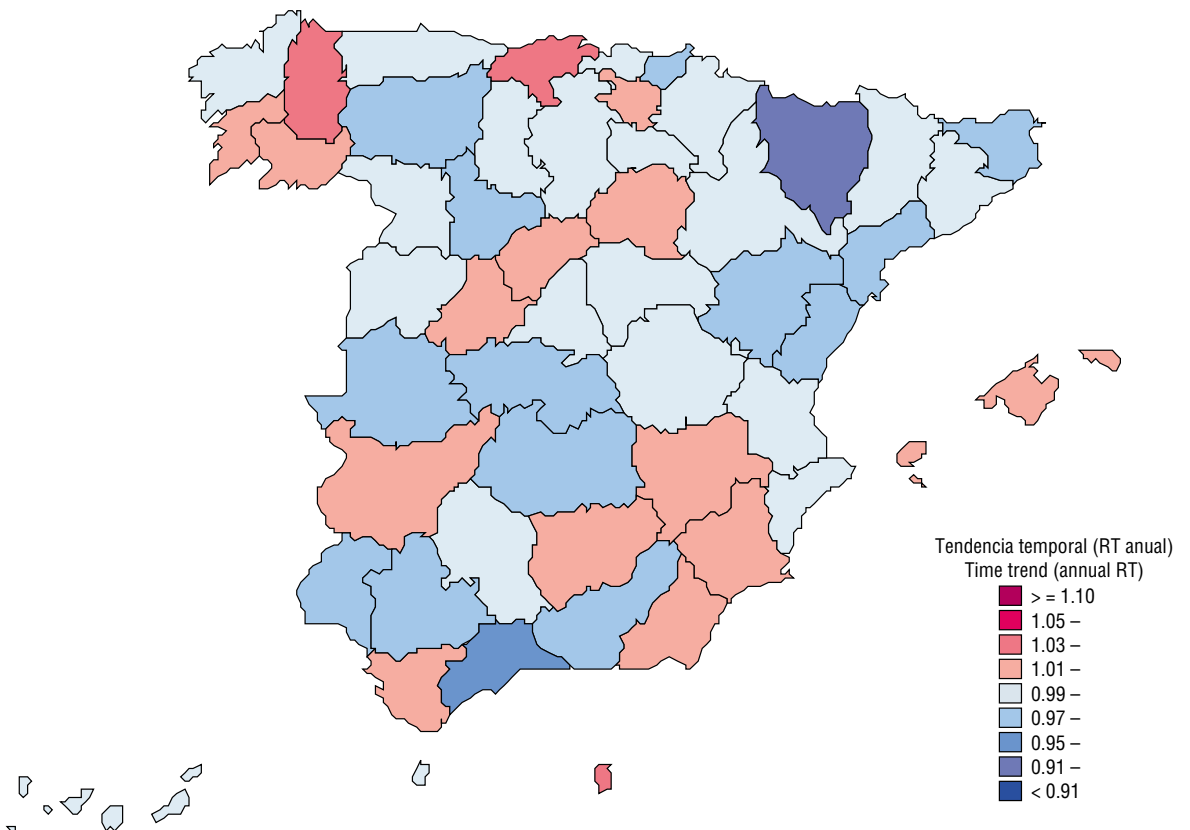 Tendencia temporal (RT anual)
Time trend (annual RT)
> = 1.10
1.05 –
1.03 –
1.01 –
0.99 –
0.97 –
0.95 –
0.91 –
< 0.91